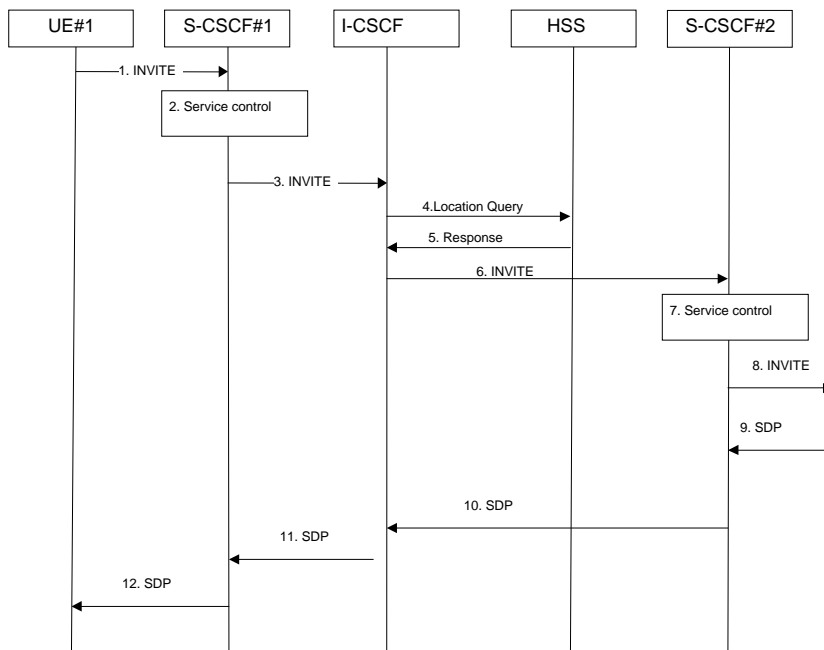 UE#1
S-CSCF#1
I-CSCF
HSS
S-CSCF#2
1. INVITE
2. Service control
3. INVITE
4.Location Query
5. Response
6. INVITE
7. Service control
8. INVITE
9. SDP
10. SDP
11. SDP
12. SDP